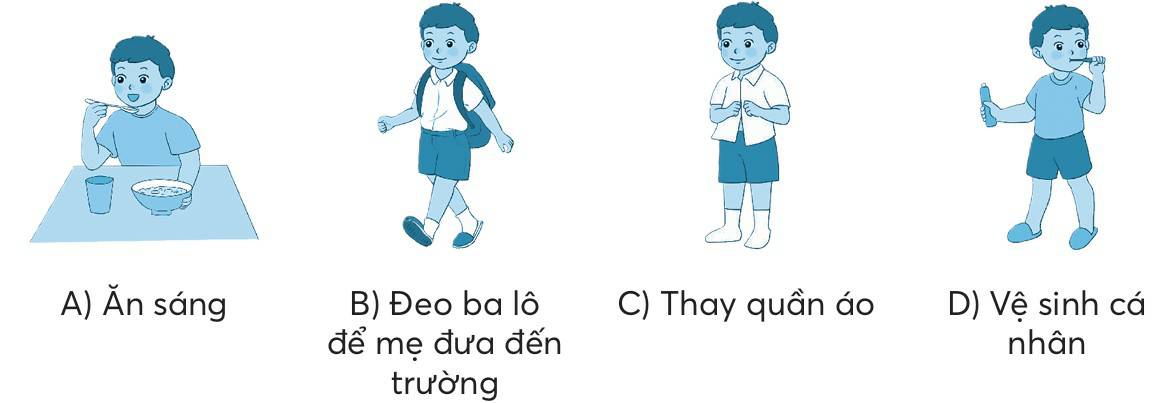 A) Ăn sáng
B) Đeo ba lô
để mẹ đưa đến
trường
C) Thay quần áo
D) Vệ sinh cá
nhân